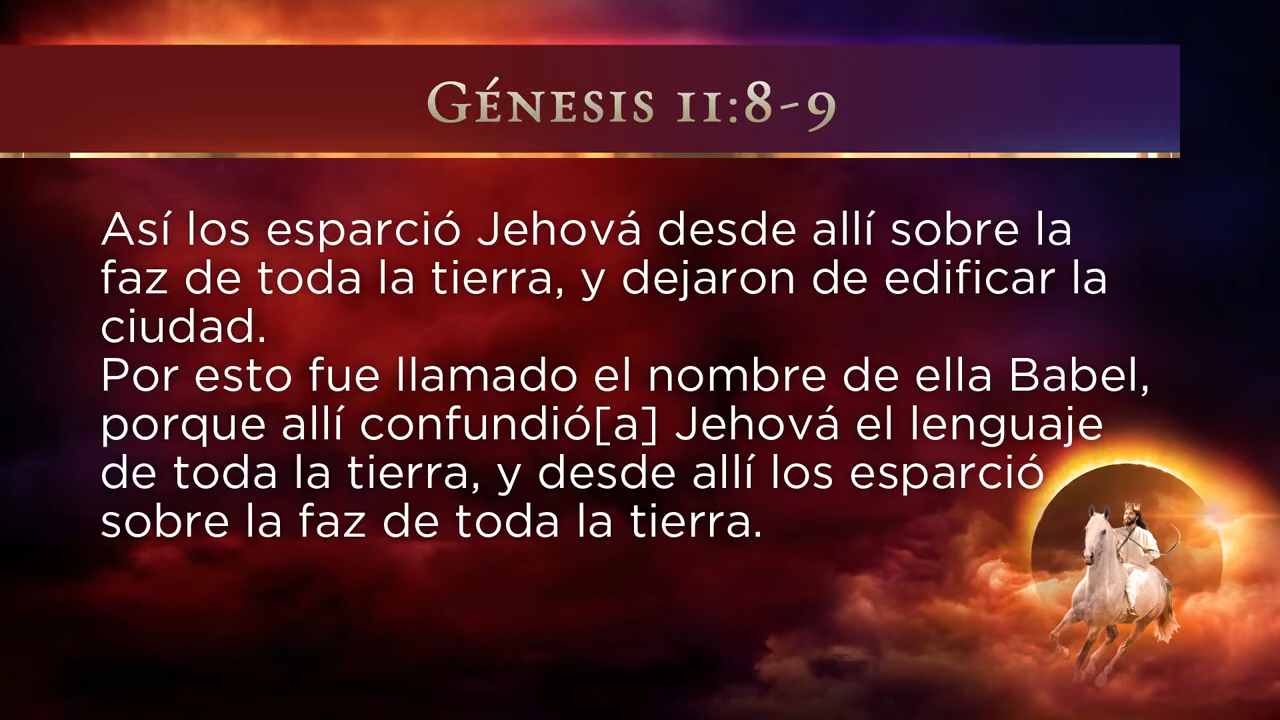 Génesis 11:8-9
Así los esparció Jehová desde allí sobre la
faz de toda la tierra, y dejaron de edificar la
ciudad.
Por esto fue llamado el nombre de ella Babel,
porque allí confundió[a] Jehová el lenguaje
de toda la tierra, y desde allí los esparció
sobre la faz de toda la tierra.